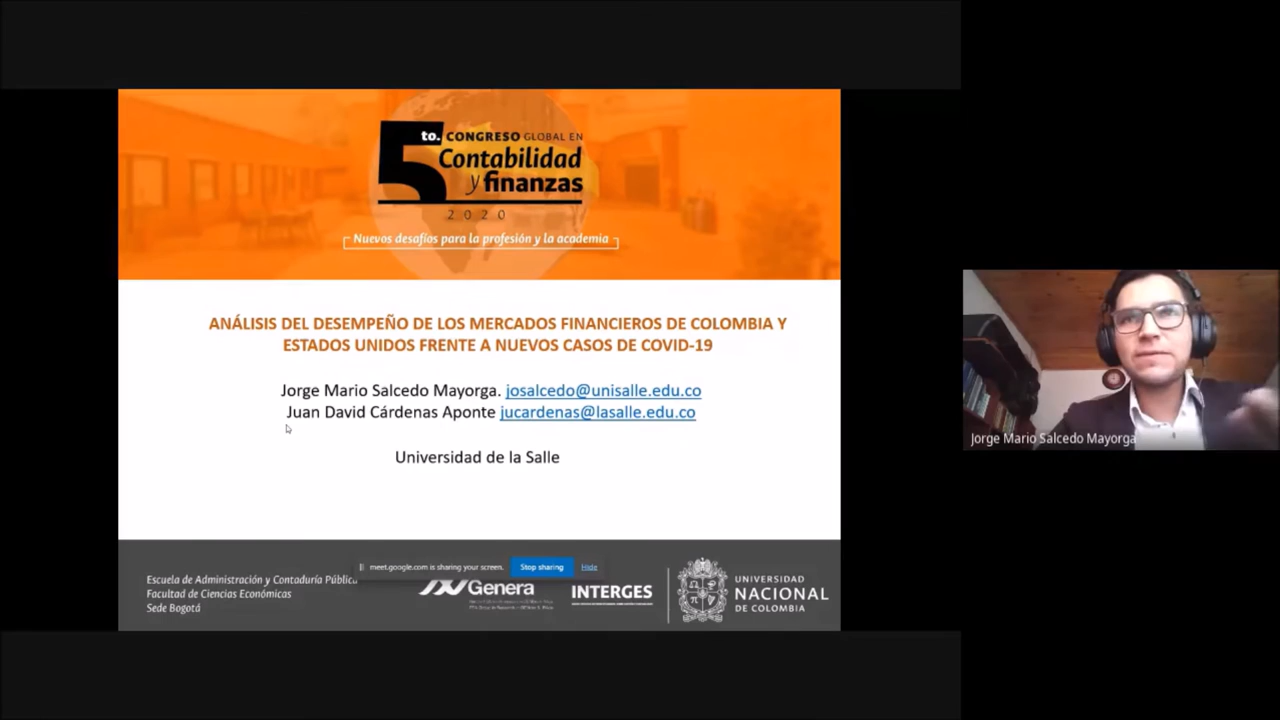 5to. CONGRESO GLOBAL EN
Contabilidad
y finanzas
2020
Nuevos desafíos para la profesión y la academia
ANÁLISIS DEL DESEMPEÑO DE LOS MERCADOS FINANCIEROS DE COLOMBIA Y
ESTADOS UNIDOS FRENTE A NUEVOS CASOS DE COVID-19
Jorge Mario Salcedo Mayorga. josalcedo@unisalle.edu.co
Juan David Cárdenas Aponte jucardenas@lasalle.edu.co
Universidad de la Salle
Jorge Mario Salcedo Mayorga
meet.google.com is sharing your screen. Stop sharing Hide
Escuela de Administración y Contaduría Pública
Facultad de Ciencias Económicas
Sede Bogotá
Genera
INTERGES
UNIVERSIDAD
NACIONAL
DE COLOMBIA